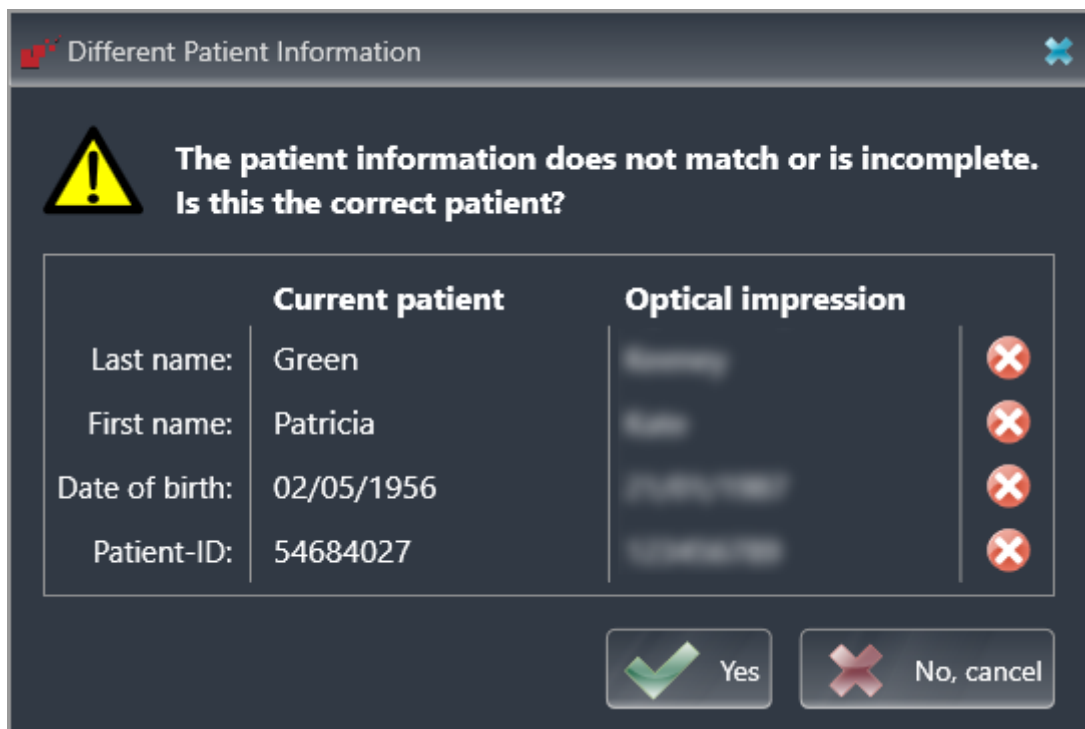 Different Patient Information
The patient information does not match or is incomplete.
Is this the correct patient?
Current patient Optical impression
Last name: Green
First name: Patricia
Date of birth: 02/05/1956
Patient-ID: 54684027
Yes No, cancel